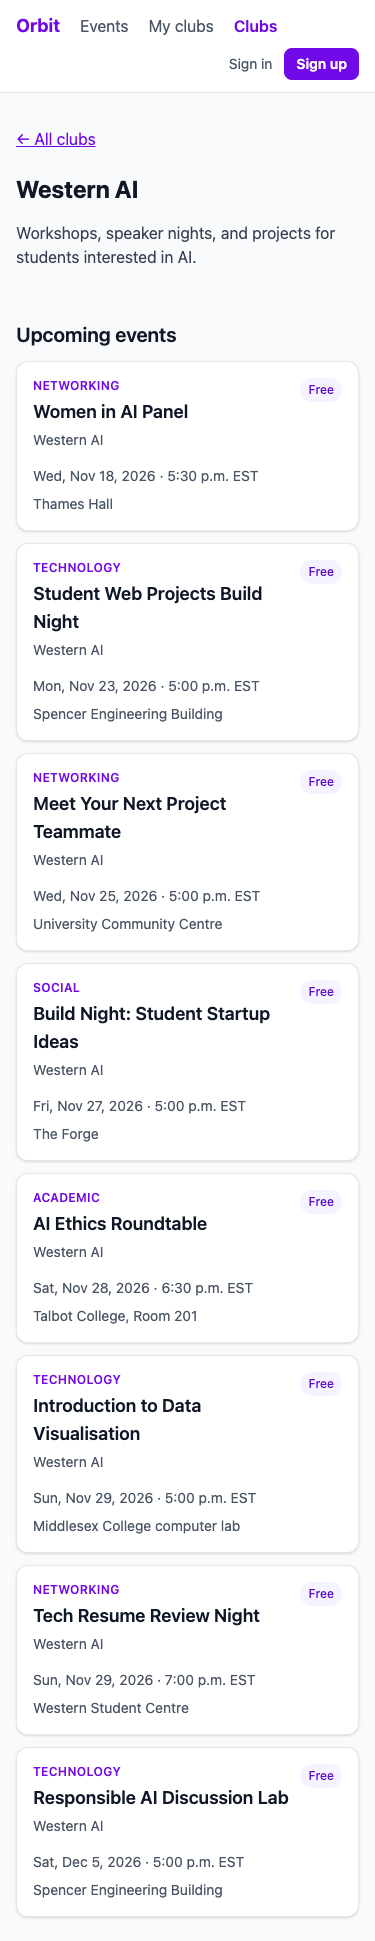 Orbit Events My clubs Clubs
Sign in Sign up
← All clubs
Western AI
Workshops, speaker nights, and projects for
students interested in AI.
Upcoming events
NETWORKING Free
Women in AI Panel
Western AI
Wed, Nov 18, 2026 · 5:30 p.m. EST
Thames Hall
TECHNOLOGY Free
Student Web Projects Build
Night
Western AI
Mon, Nov 23, 2026 · 5:00 p.m. EST
Spencer Engineering Building
NETWORKING Free
Meet Your Next Project
Teammate
Western AI
Wed, Nov 25, 2026 · 5:00 p.m. EST
University Community Centre
SOCIAL Free
Build Night: Student Startup
Ideas
Western AI
Fri, Nov 27, 2026 · 5:00 p.m. EST
The Forge
ACADEMIC Free
AI Ethics Roundtable
Western AI
Sat, Nov 28, 2026 · 6:30 p.m. EST
Talbot College, Room 201
TECHNOLOGY Free
Introduction to Data
Visualisation
Western AI
Sun, Nov 29, 2026 · 5:00 p.m. EST
Middlesex College computer lab
NETWORKING Free
Tech Resume Review Night
Western AI
Sun, Nov 29, 2026 · 7:00 p.m. EST
Western Student Centre
TECHNOLOGY Free
Responsible AI Discussion Lab
Western AI
Sat, Dec 5, 2026 · 5:00 p.m. EST
Spencer Engineering Building